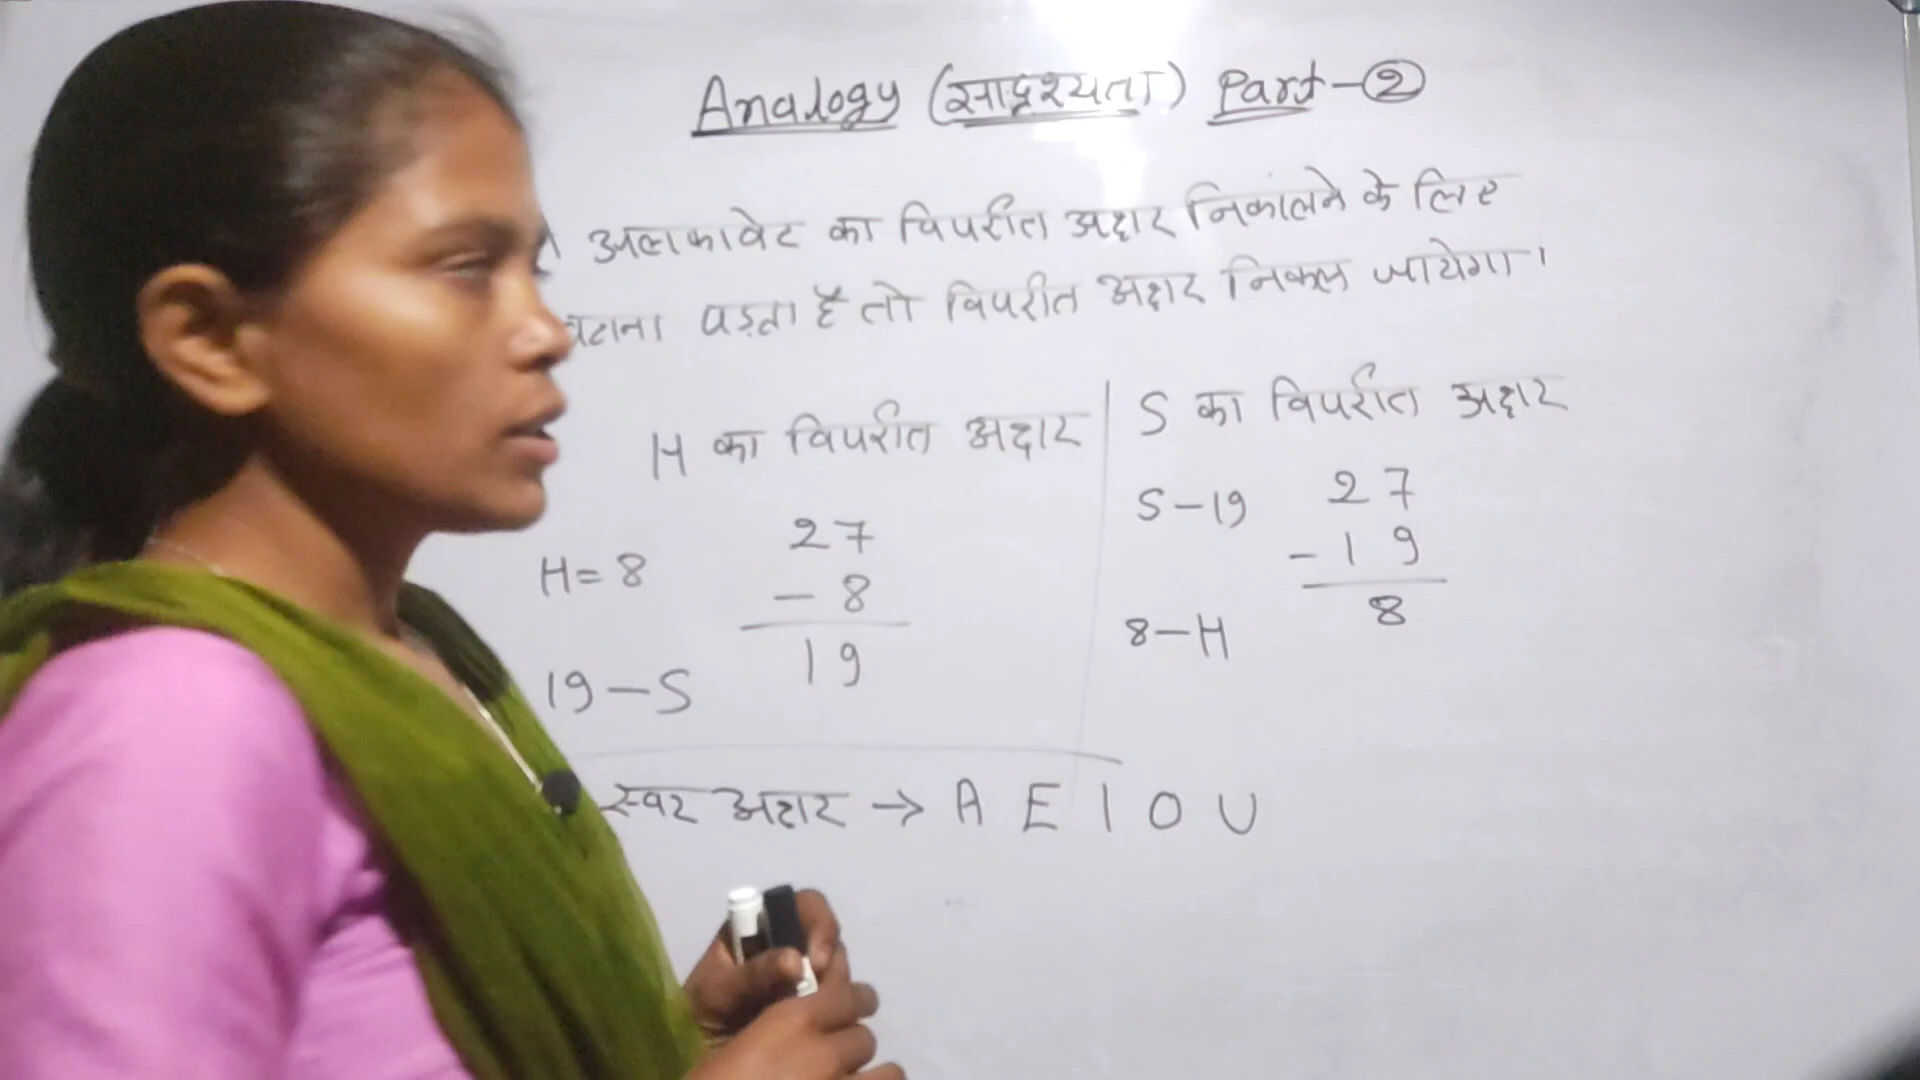 Analogy (सादृश्यता) Part-②
अल्फावेट का विपरीत अक्षर निकालने के लिए
घटाना पड़ता है तो विपरीत अक्षर निकल जायेगा।
H का विपरीत अक्षर
H=8
27
- 8
19
19-S
S का विपरीत अक्षर
S-19
27
- 19
8
8-H
स्वर अक्षर → A E I O U